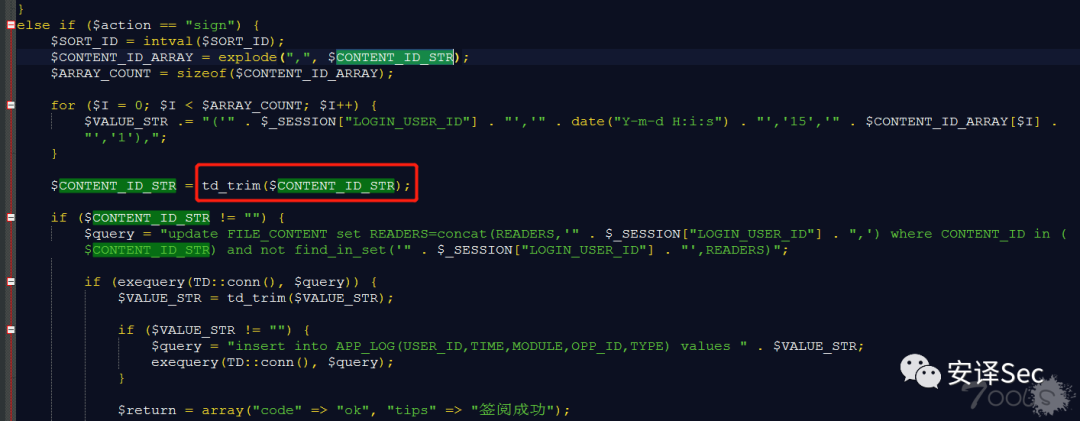 }
else if ($action == "sign") {
$SORT_ID = intval($SORT_ID);
$CONTENT_ID_ARRAY = explode(",", $CONTENT_ID_STR);
$ARRAY_COUNT = sizeof($CONTENT_ID_ARRAY);
for ($I = 0; $I < $ARRAY_COUNT; $I++) {
$VALUE_STR .= "('" . $_SESSION["LOGIN_USER_ID"] . "','" . date("Y-m-d H:i:s") . "','15','" . $CONTENT_ID_ARRAY[$I] .
"','1'),";
}
$CONTENT_ID_STR = td_trim($CONTENT_ID_STR);
if ($CONTENT_ID_STR != "") {
$query = "update FILE_CONTENT set READERS=concat(READERS,'" . $_SESSION["LOGIN_USER_ID"] . ",') where CONTENT_ID in (
$CONTENT_ID_STR) and not find_in_set('" . $_SESSION["LOGIN_USER_ID"] . "',READERS)";
if (exequery(TD::conn(), $query)) {
$VALUE_STR = td_trim($VALUE_STR);
if ($VALUE_STR != "") {
$query = "insert into APP_LOG(USER_ID,TIME,MODULE,OPP_ID,TYPE) values " . $VALUE_STR;
exequery(TD::conn(), $query);
}
$return = array("code" => "ok", "tips" => "签阅成功");
安译Sec
7ooLs